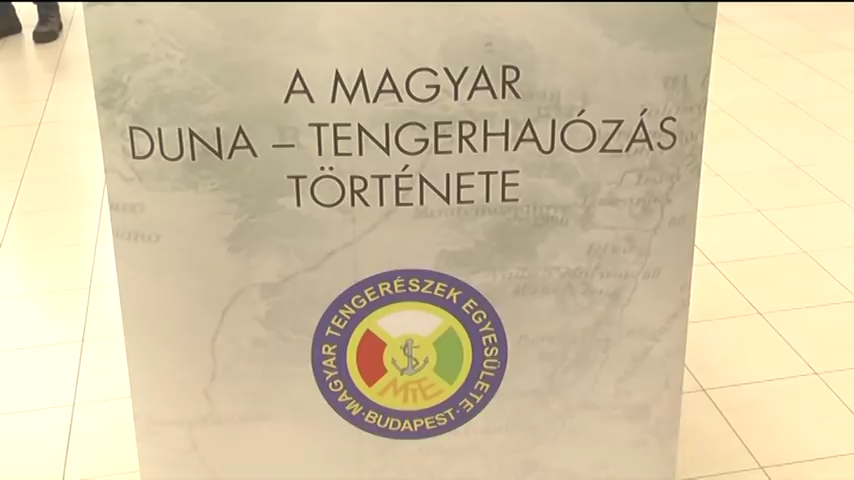 A MAGYAR
DUNA – TENGERHAJÓZÁS
TÖRTÉNETE
MAGYAR TENGERÉSZEK EGYESÜLETE
MTE
·BUDAPEST·